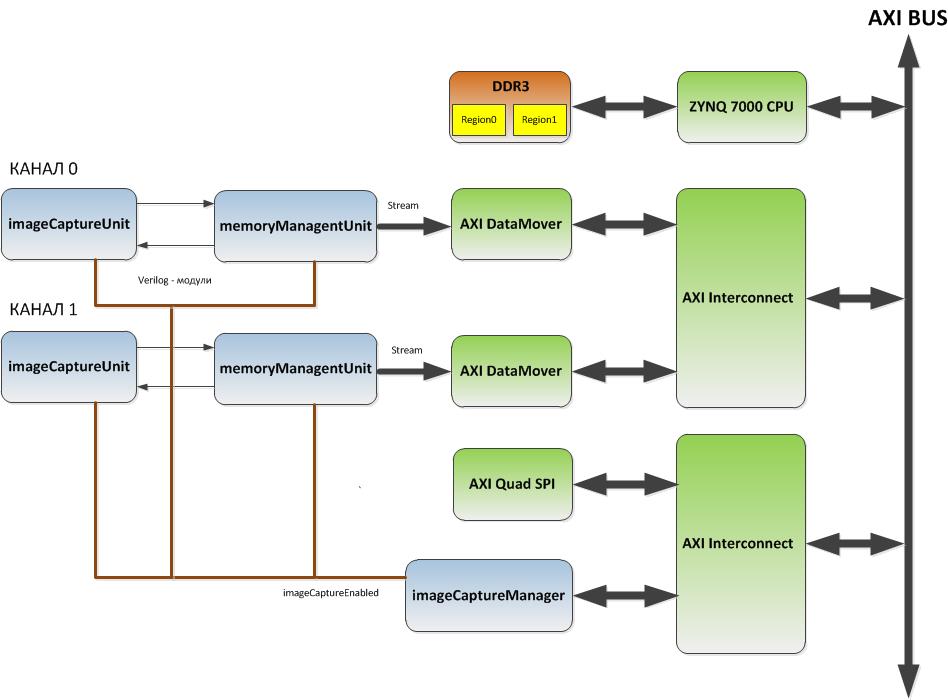 AXI BUS
DDR3
Region0
Region1
ZYNQ 7000 CPU
КАНАЛ 0
imageCaptureUnit
memoryManagentUnit
Stream
AXI DataMover
AXI Interconnect
Verilog - модули
КАНАЛ 1
imageCaptureUnit
memoryManagentUnit
Stream
AXI DataMover
AXI Quad SPI
AXI Interconnect
imageCaptureEnabled
imageCaptureManager